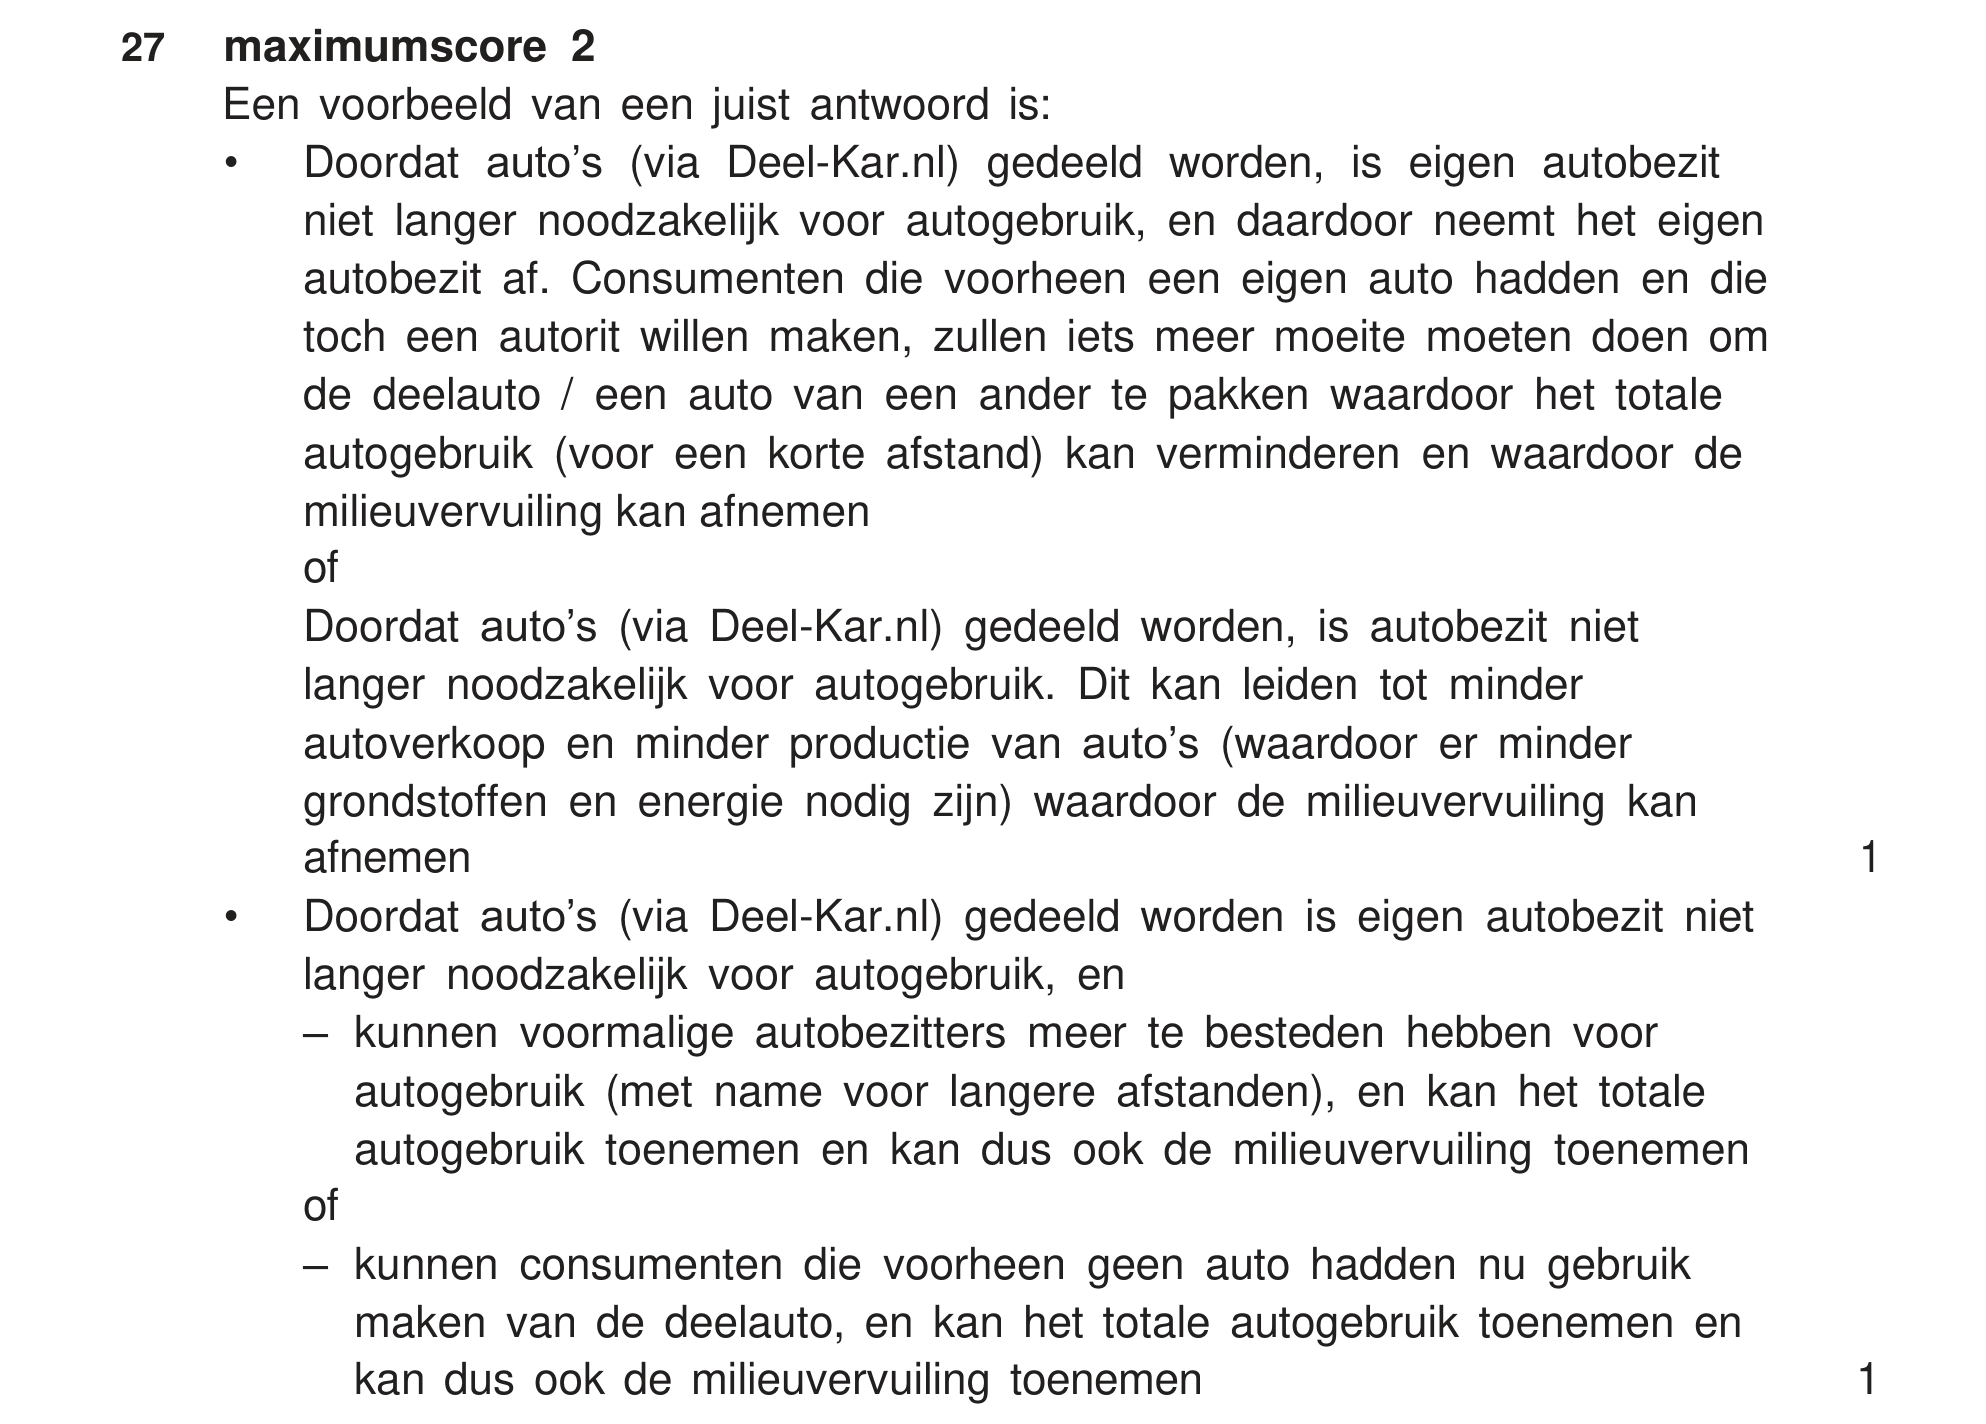 27 maximumscore 2
Een voorbeeld van een juist antwoord is:
• Doordat auto’s (via Deel-Kar.nl) gedeeld worden, is eigen autobezit
niet langer noodzakelijk voor autogebruik, en daardoor neemt het eigen
autobezit af. Consumenten die voorheen een eigen auto hadden en die
toch een autorit willen maken, zullen iets meer moeite moeten doen om
de deelauto / een auto van een ander te pakken waardoor het totale
autogebruik (voor een korte afstand) kan verminderen en waardoor de
milieuvervuiling kan afnemen
of
Doordat auto’s (via Deel-Kar.nl) gedeeld worden, is autobezit niet
langer noodzakelijk voor autogebruik. Dit kan leiden tot minder
autoverkoop en minder productie van auto’s (waardoor er minder
grondstoffen en energie nodig zijn) waardoor de milieuvervuiling kan
afnemen 1
• Doordat auto’s (via Deel-Kar.nl) gedeeld worden is eigen autobezit niet
langer noodzakelijk voor autogebruik, en
– kunnen voormalige autobezitters meer te besteden hebben voor
autogebruik (met name voor langere afstanden), en kan het totale
autogebruik toenemen en kan dus ook de milieuvervuiling toenemen
of
– kunnen consumenten die voorheen geen auto hadden nu gebruik
maken van de deelauto, en kan het totale autogebruik toenemen en
kan dus ook de milieuvervuiling toenemen 1